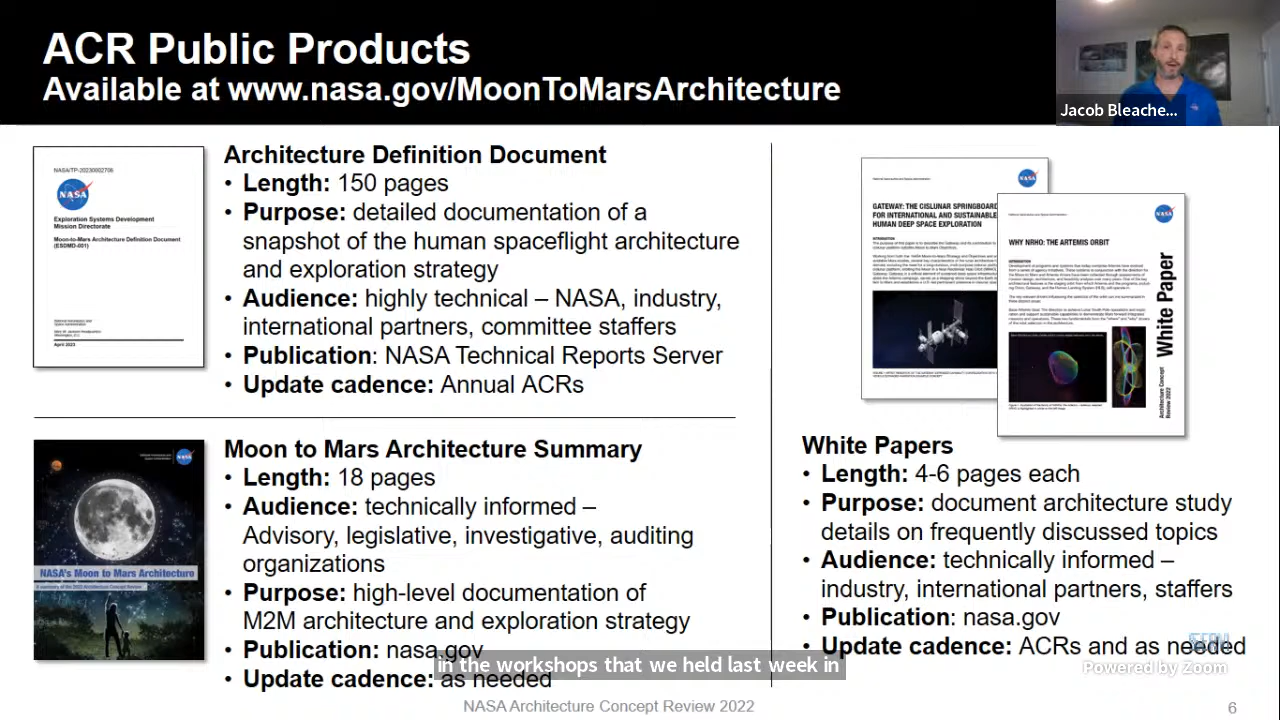 ACR Public Products
Available at www.nasa.gov/MoonToMarsArchitecture
Jacob Bleache...
NASA/TP-20230002706
NASA
Exploration Systems Development
Mission Directorate
Moon-to-Mars Architecture Definition Document
(ESDMD-001)
April 2023
Architecture Definition Document
• Length: 150 pages
• Purpose: detailed documentation of a
snapshot of the human spaceflight architecture
and exploration strategy
• Audience: highly technical – NASA, industry,
international partners, committee staffers
• Publication: NASA Technical Reports Server
• Update cadence: Annual ACRs
NASA's Moon to Mars Architecture
Moon to Mars Architecture Summary
• Length: 18 pages
• Audience: technically informed –
Advisory, legislative, investigative, auditing
organizations
• Purpose: high-level documentation of
M2M architecture and exploration strategy
• Publication: nasa.gov
• Update cadence: as needed
GATEWAY: THE CISLUNAR SPRINGBOARD
FOR INTERNATIONAL AND SUSTAINABLE
HUMAN DEEP SPACE EXPLORATION
INTRODUCTION
NASA
WHY NRHO: THE ARTEMIS ORBIT
INTRODUCTION
White Paper
Architecture Concept
Review 2022
White Papers
• Length: 4-6 pages each
• Purpose: document architecture study
details on frequently discussed topics
• Audience: technically informed –
industry, international partners, staffers
• Publication: nasa.gov
• Update cadence: ACRs and as needed
in the workshops that we held last week in
Powered by Zoom
NASA Architecture Concept Review 2022
6